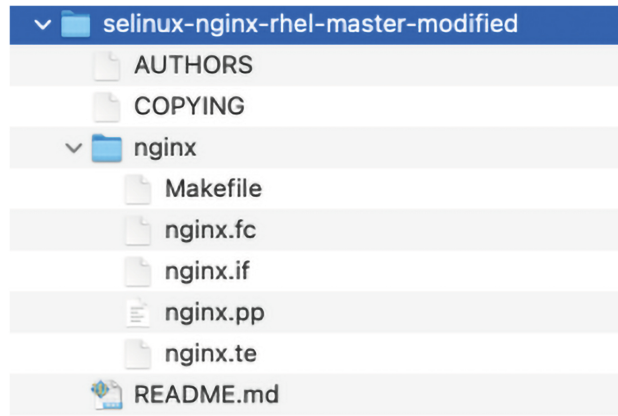 selinux-nginx-rhel-master-modified
AUTHORS
COPYING
nginx
Makefile
nginx.fc
nginx.if
nginx.pp
nginx.te
README.md